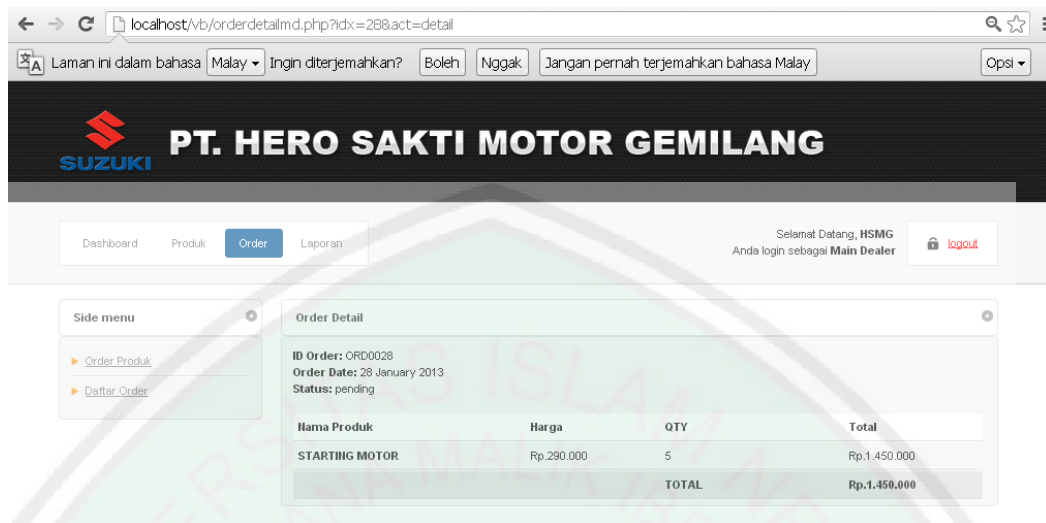 localhost/vb/orderdetailmd.php?idx=28&act=detail
Laman ini dalam bahasa Malay Ingin diterjemahkan? Boleh Nggak Jangan pernah terjemahkan bahasa Malay Opsi
SUZUKI PT. HERO SAKTI MOTOR GEMILANG
Dashboard Produk Order Laporan
Selamat Datang, HSMG
Anda login sebagai Main Dealer
logout
Side menu
Order Produk
Daftar Order
Order Detail
ID Order: ORD0028
Order Date: 28 January 2013
Status: pending
Nama Produk Harga QTY Total
STARTING MOTOR Rp.290.000 5 Rp.1.450.000
TOTAL Rp.1.450.000